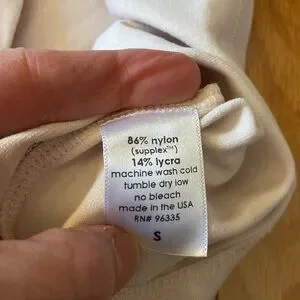 86% nylon
(supplex™)
14% lycra
machine wash cold
tumble dry low
no bleach
made in the USA
RN# 96335
S